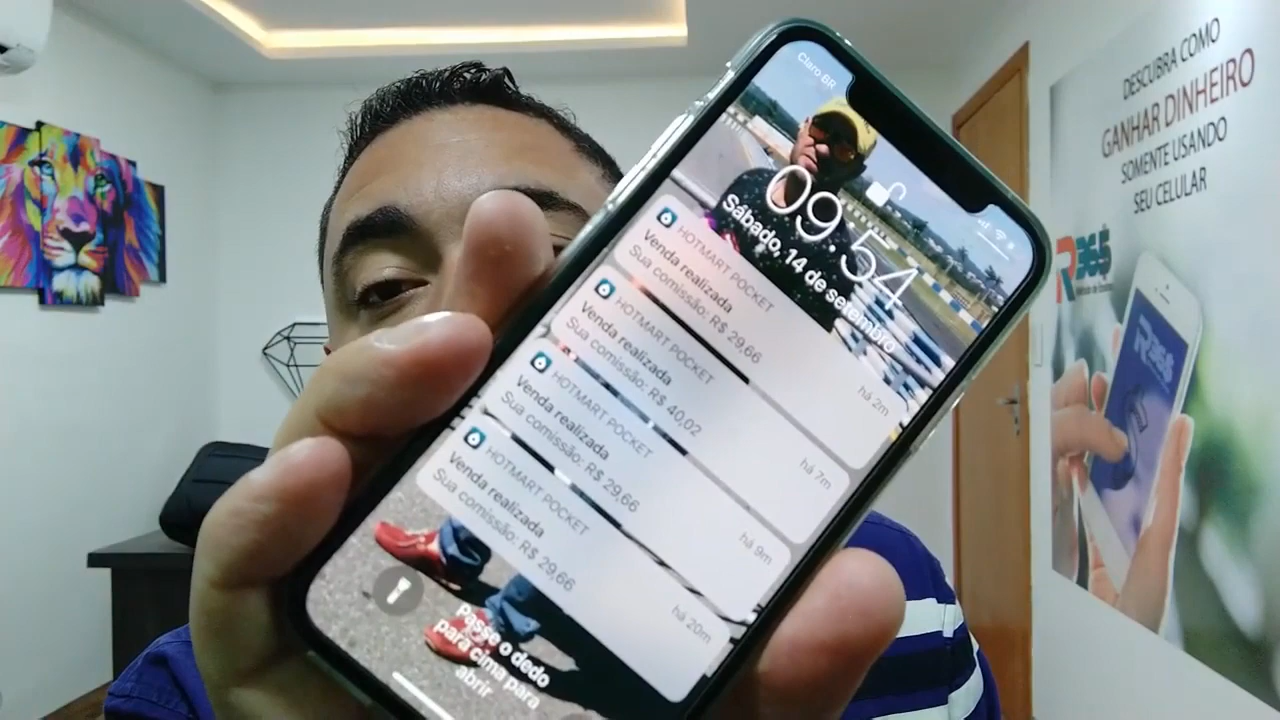 Claro BR
09:54
Sábado, 14 de setembro
HOTMART POCKET
há 2m
Venda realizada
Sua comissão: R$ 29,66
HOTMART POCKET
há 7m
Venda realizada
Sua comissão: R$ 40,02
HOTMART POCKET
há 9m
Venda realizada
Sua comissão: R$ 29,66
HOTMART POCKET
há 20m
Venda realizada
Sua comissão: R$ 29,66
Passe o dedo
para cima para
abrir
DESCUBRA COMO
GANHAR DINHEIRO
SOMENTE USANDO
SEU CELULAR
R365
R365